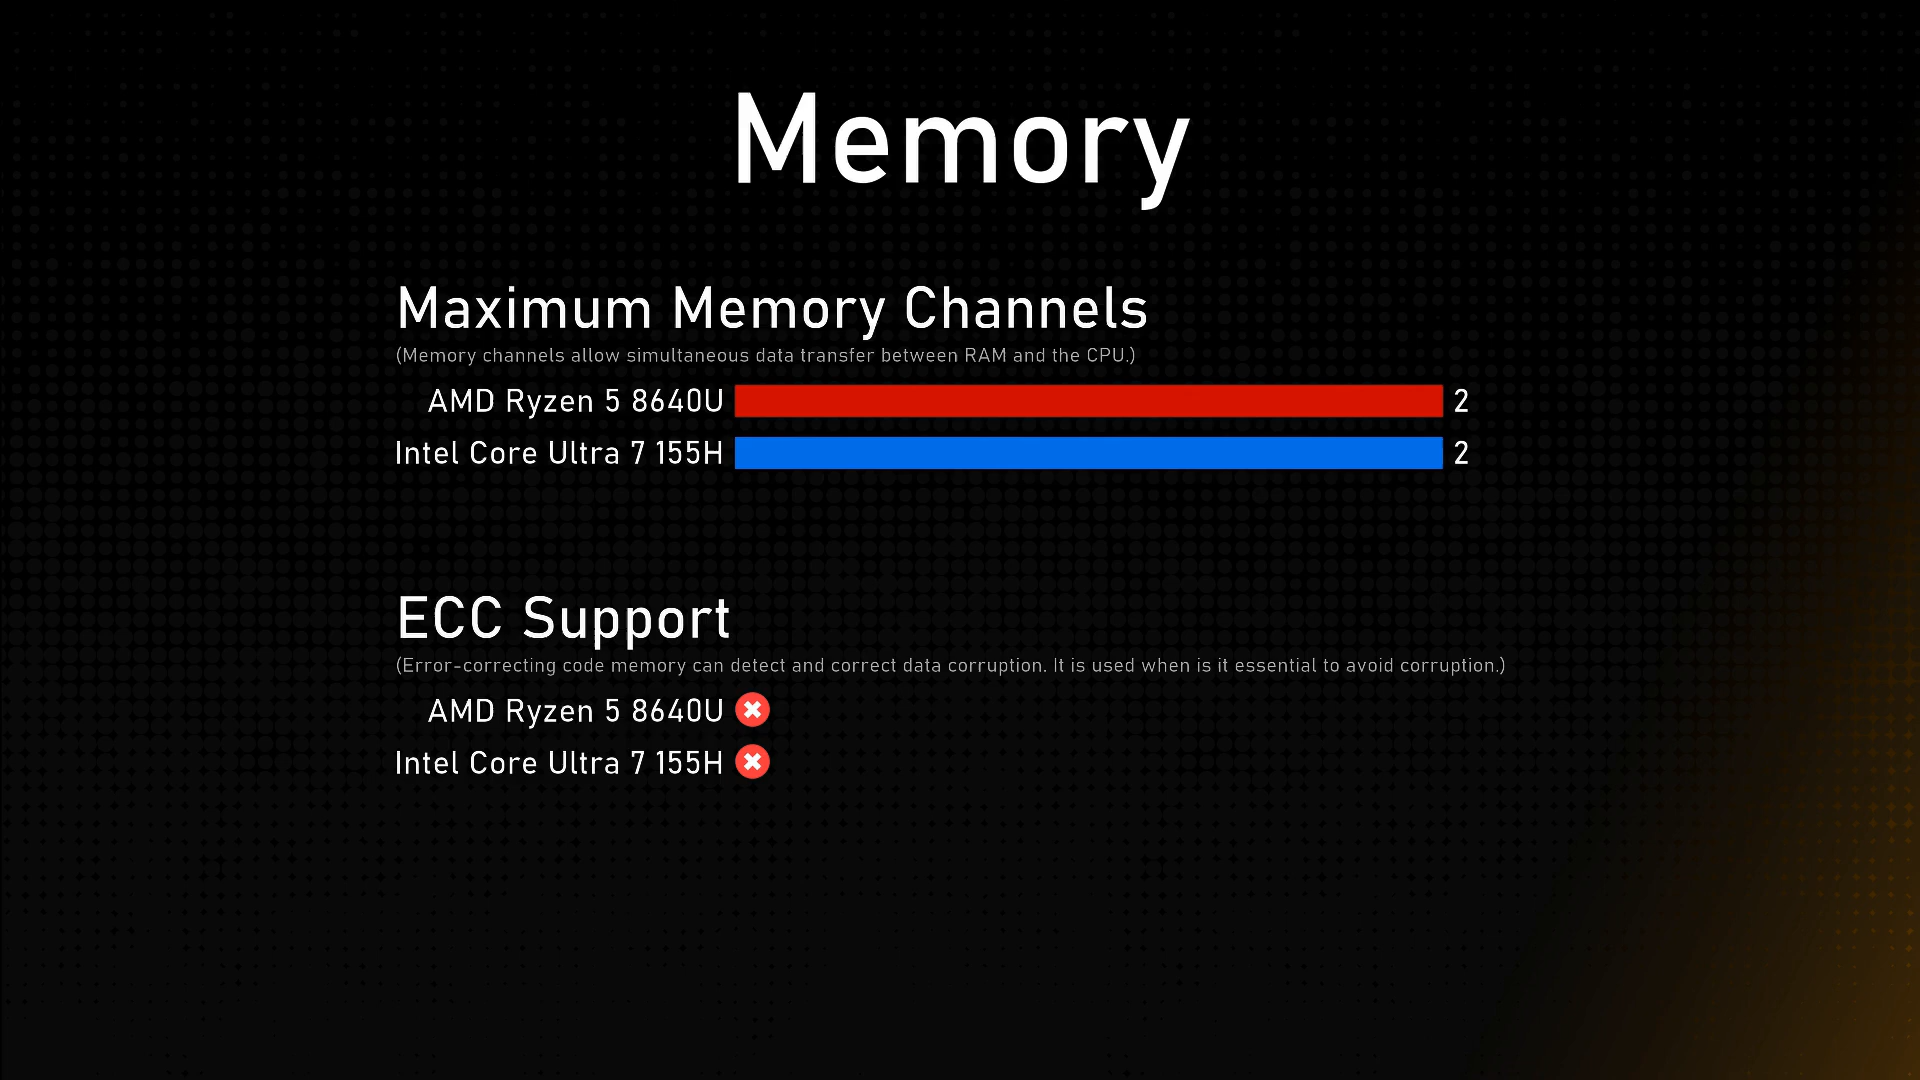 Memory
Maximum Memory Channels
(Memory channels allow simultaneous data transfer between RAM and the CPU.)
AMD Ryzen 5 8640U 2
Intel Core Ultra 7 155H 2
ECC Support
(Error-correcting code memory can detect and correct data corruption. It is used when is it essential to avoid corruption.)
AMD Ryzen 5 8640U
Intel Core Ultra 7 155H